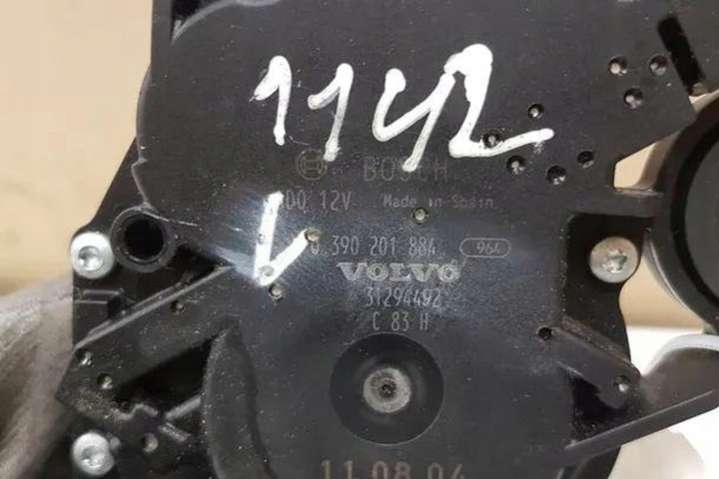 1142
BOSCH
12V Made in Spain
390 201 884 964
VOLVO
31294492
C 83 H
11.08.04